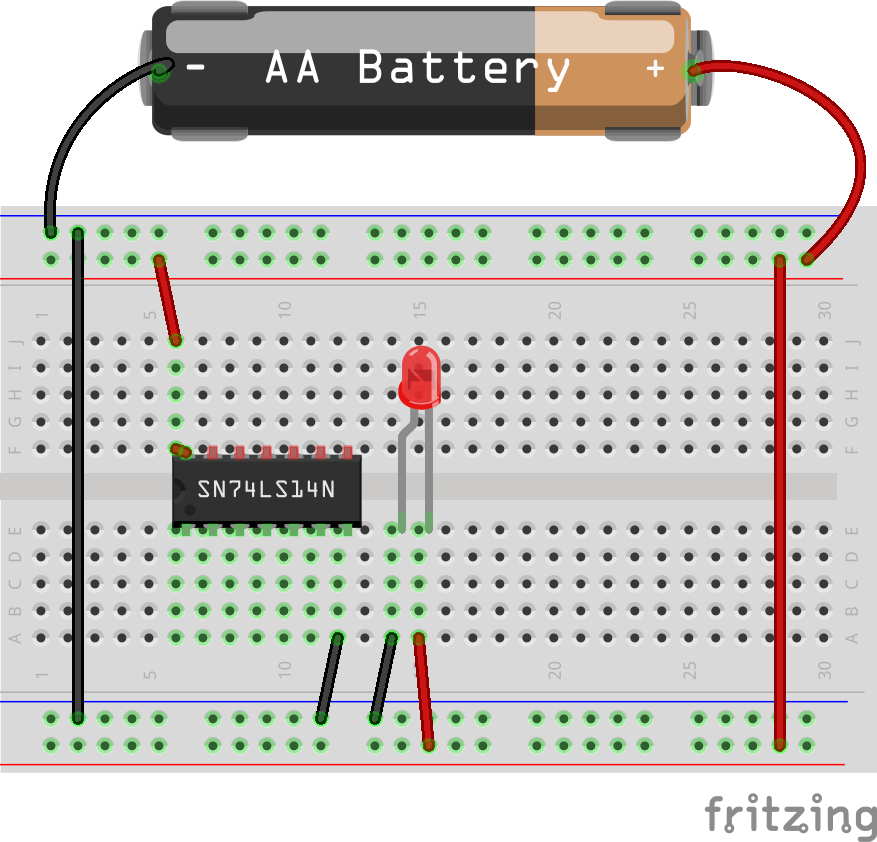 - AA Battery +
1 5 10 15 20 25 30
J J
I I
H H
G G
F F
SN74LS14N
E E
D D
C C
B B
A A
1 5 10 20 25 30
fritzing